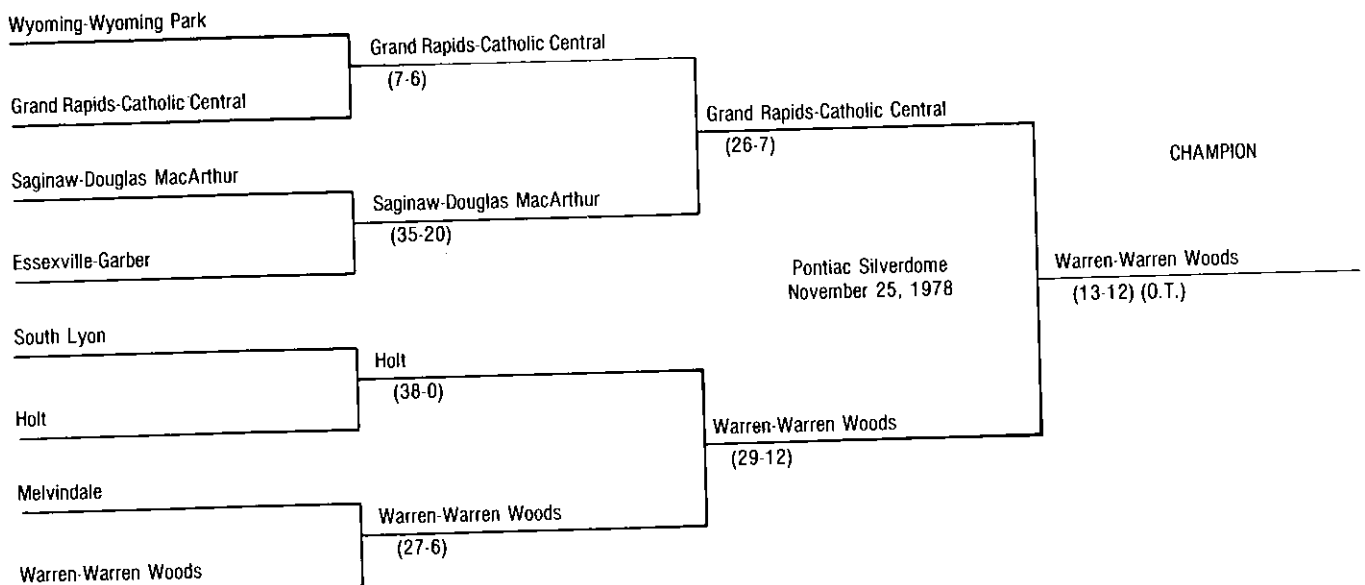 Wyoming-Wyoming Park
Grand Rapids-Catholic Central
(7-6)
Grand Rapids-Catholic Central
Grand Rapids-Catholic Central
(26-7)
CHAMPION
Saginaw-Douglas MacArthur
Saginaw-Douglas MacArthur
(35-20)
Essexville-Garber
Pontiac Silverdome
November 25, 1978
Warren-Warren Woods
(13-12) (O.T.)
South Lyon
Holt
(38-0)
Holt
Warren-Warren Woods
(29-12)
Melvindale
Warren-Warren Woods
(27-6)
Warren-Warren Woods